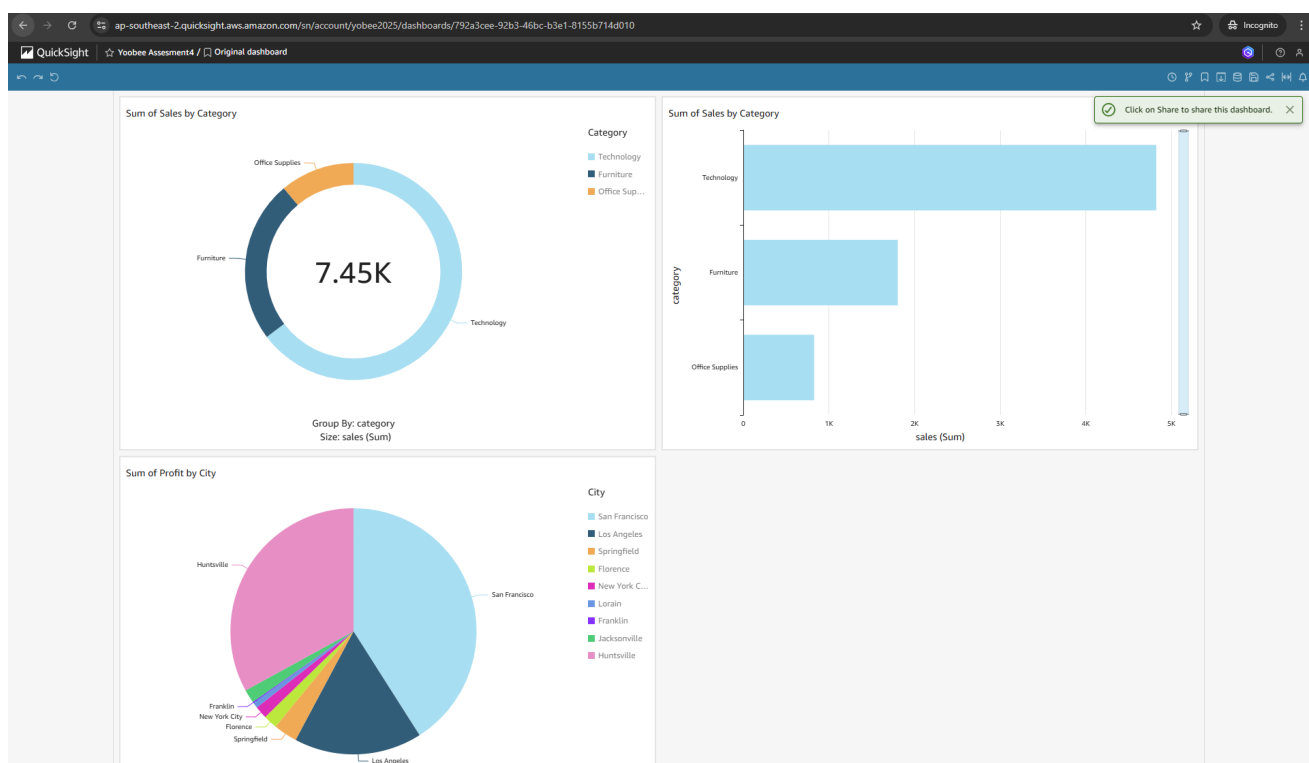 ap-southeast-2.quicksight.aws.amazon.com/sn/account/yobee2025/dashboards/792a3cee-92b3-46bc-b3e1-8155b714d010
Incognito
QuickSight
Yoobee Assesment4 / Original dashboard
Click on Share to share this dashboard.
Sum of Sales by Category
Category
Technology
Furniture
Office Sup...
Office Supplies
Furniture
7.45K
Technology
Group By: category
Size: sales (Sum)
Sum of Sales by Category
category
Technology
Furniture
Office Supplies
0 1K 2K 3K 4K 5K
sales (Sum)
Sum of Profit by City
City
San Francisco
Los Angeles
Springfield
Florence
New York C...
Lorain
Franklin
Jacksonville
Huntsville
Huntsville
San Francisco
Franklin
New York City
Florence
Springfield
Los Angeles